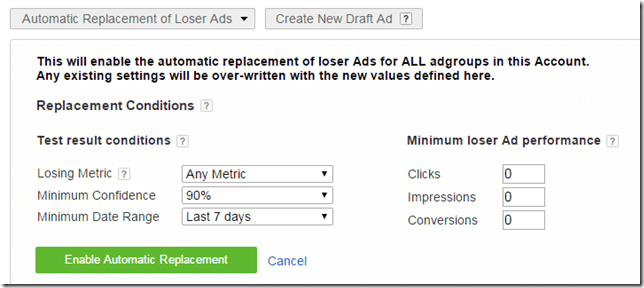 Automatic Replacement of Loser Ads Create New Draft Ad ?
This will enable the automatic replacement of loser Ads for ALL adgroups in this Account.
Any existing settings will be over-written with the new values defined here.
Replacement Conditions ?
Test result conditions ?
Losing Metric ? Any Metric
Minimum Confidence 90%
Minimum Date Range Last 7 days
Minimum loser Ad performance ?
Clicks 0
Impressions 0
Conversions 0
Enable Automatic Replacement Cancel